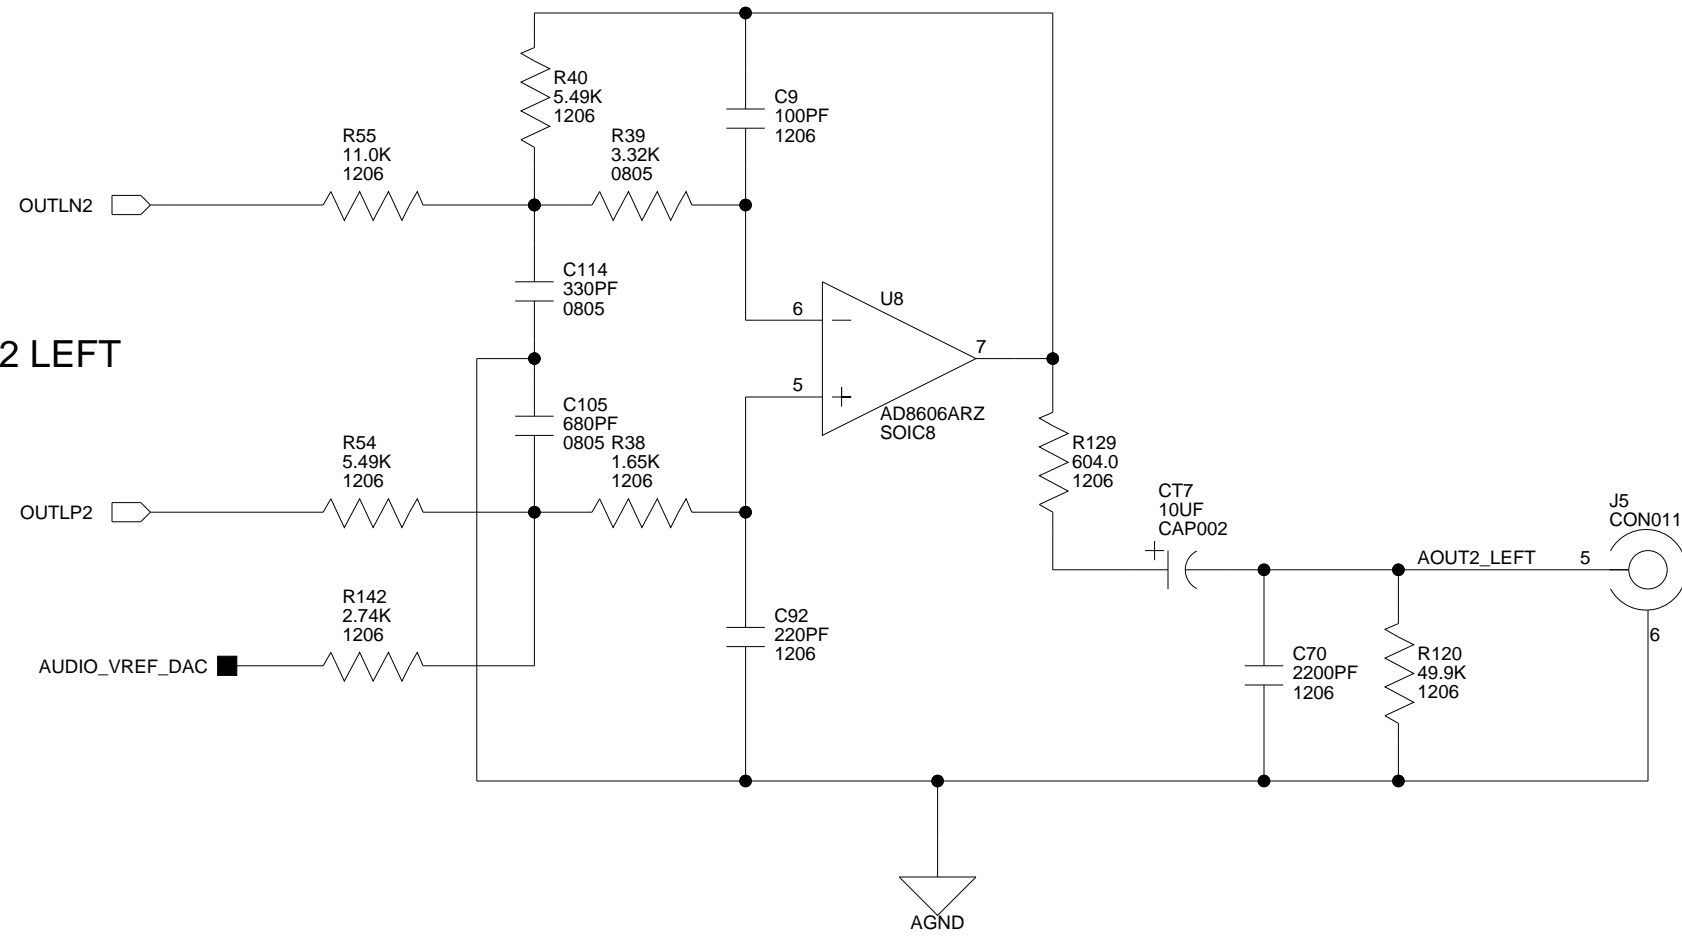 R40
5.49K
1206
C9
100PF
1206
R55
11.0K
1206
R39
3.32K
0805
OUTLN2
C114
330PF
0805
U8
6
7
2 LEFT
5
C105
680PF
0805
AD8606ARZ
SOIC8
R54
5.49K
1206
R38
1.65K
1206
R129
604.0
1206
CT7
10UF
CAP002
J5
CON011
OUTLP2
AOUT2_LEFT
5
R142
2.74K
1206
C92
220PF
1206
6
AUDIO_VREF_DAC
C70
2200PF
1206
R120
49.9K
1206
AGND